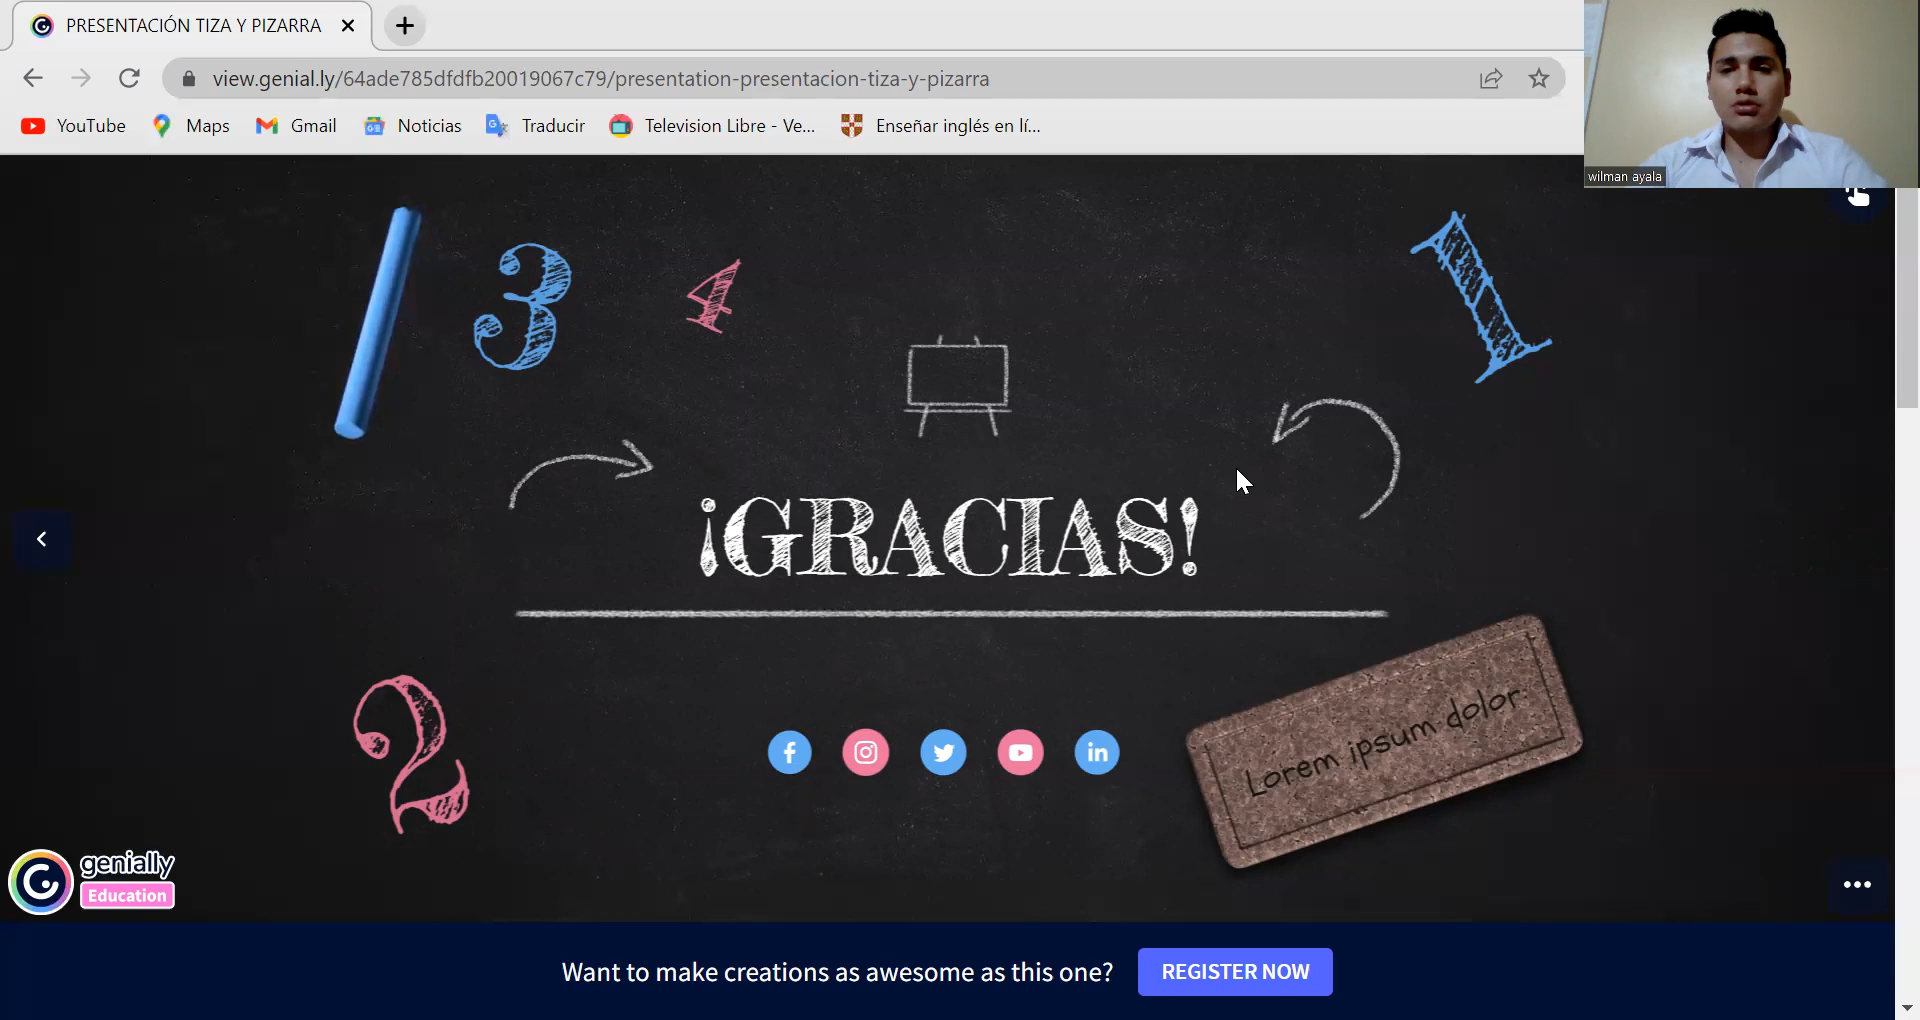 PRESENTACIÓN TIZA Y PIZARRA
view.genial.ly/64ade785dfdfb20019067c79/presentation-presentacion-tiza-y-pizarra
YouTube Maps Gmail Noticias Traducir Television Libre - Ve... Enseñar inglés en lí...
wilman ayala
3 4 1
¡GRACIAS!
2
Lorem ipsum dolor
genially
Education
Want to make creations as awesome as this one? REGISTER NOW